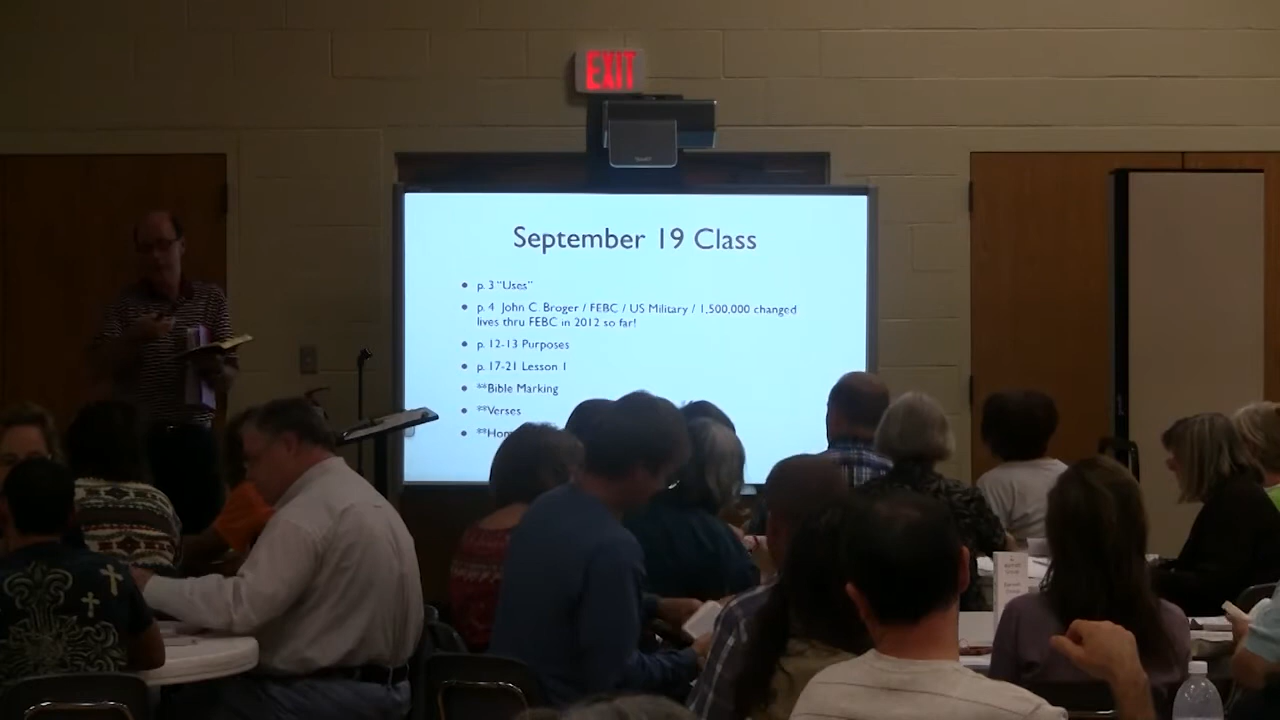 EXIT
September 19 Class
• p. 3 "Uses"
• p. 4 John C. Broger / FEBC / US Military / 1,500,000 changed
lives thru FEBC in 2012 so far!
• p. 12-13 Purposes
• p. 17-21 Lesson 1
• **Bible Marking
• **Verses